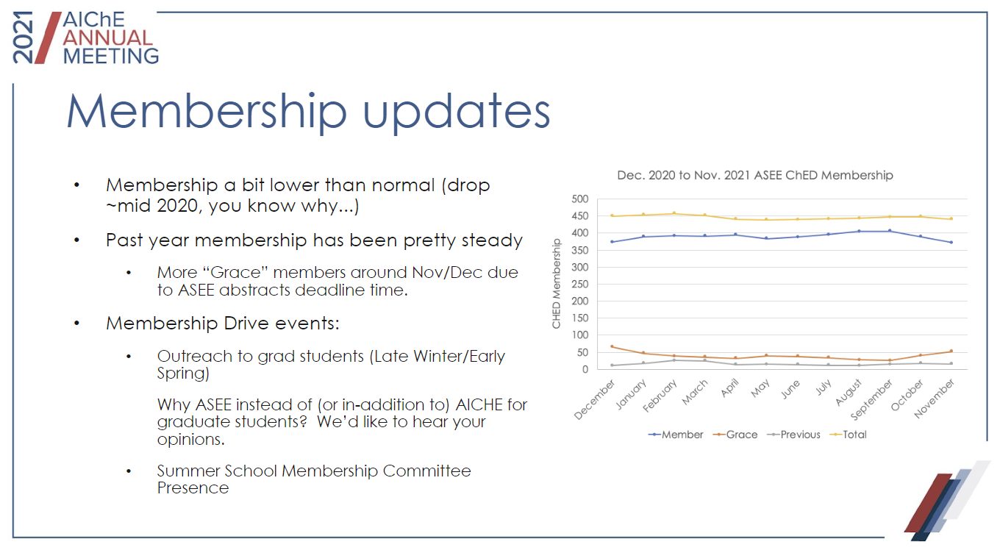 2021
AIChE
ANNUAL
MEETING
Membership updates
• Membership a bit lower than normal (drop
~mid 2020, you know why...)
• Past year membership has been pretty steady
• More “Grace” members around Nov/Dec due
to ASEE abstracts deadline time.
• Membership Drive events:
• Outreach to grad students (Late Winter/Early
Spring)
Why ASEE instead of (or in-addition to) AICHE for
graduate students?  We’d like to hear your
opinions.
• Summer School Membership Committee
Presence
Dec. 2020 to Nov. 2021 ASEE ChED Membership
CHED Membership
500
450
400
350
300
250
200
150
100
50
0
December
January
February
March
April
May
June
July
August
September
October
November
Member
Grace
Previous
Total